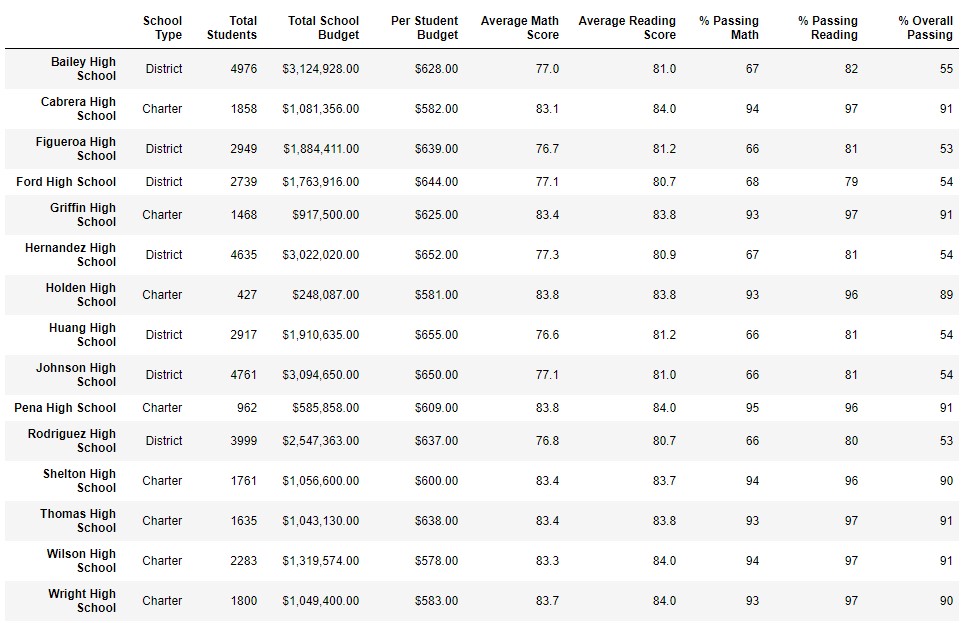 School Type Total Students Total School Budget Per Student Budget Average Math Score Average Reading Score % Passing Math % Passing Reading % Overall Passing
Bailey High School District 4976 $3,124,928.00 $628.00 77.0 81.0 67 82 55
Cabrera High School Charter 1858 $1,081,356.00 $582.00 83.1 84.0 94 97 91
Figueroa High School District 2949 $1,884,411.00 $639.00 76.7 81.2 66 81 53
Ford High School District 2739 $1,763,916.00 $644.00 77.1 80.7 68 79 54
Griffin High School Charter 1468 $917,500.00 $625.00 83.4 83.8 93 97 91
Hernandez High School District 4635 $3,022,020.00 $652.00 77.3 80.9 67 81 54
Holden High School Charter 427 $248,087.00 $581.00 83.8 83.8 93 96 89
Huang High School District 2917 $1,910,635.00 $655.00 76.6 81.2 66 81 54
Johnson High School District 4761 $3,094,650.00 $650.00 77.1 81.0 66 81 54
Pena High School Charter 962 $585,858.00 $609.00 83.8 84.0 95 96 91
Rodriguez High School District 3999 $2,547,363.00 $637.00 76.8 80.7 66 80 53
Shelton High School Charter 1761 $1,056,600.00 $600.00 83.4 83.7 94 96 90
Thomas High School Charter 1635 $1,043,130.00 $638.00 83.4 83.8 93 97 91
Wilson High School Charter 2283 $1,319,574.00 $578.00 83.3 84.0 94 97 91
Wright High School Charter 1800 $1,049,400.00 $583.00 83.7 84.0 93 97 90